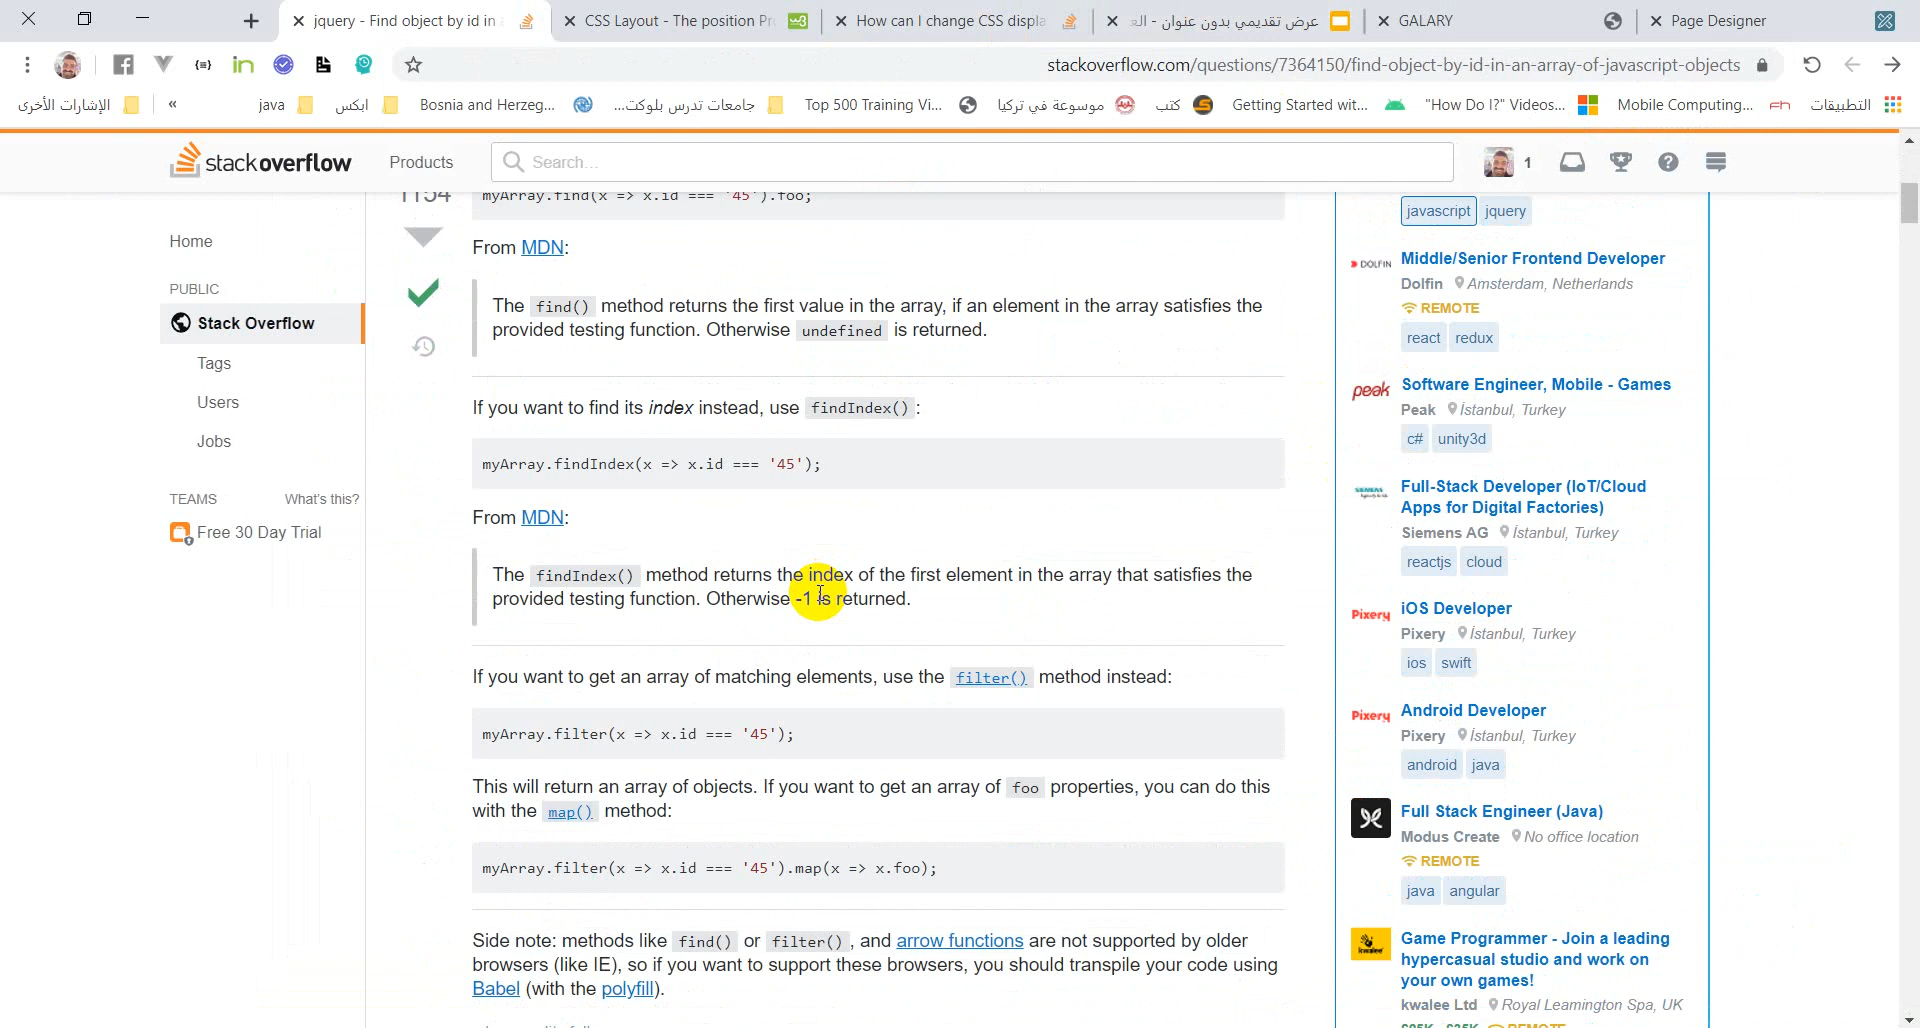 jquery - Find object by id in
CSS Layout - The position Pr
How can I change CSS displa
عرض تقديمي بدون عنوان - الع
GALARY
Page Designer
stackoverflow.com/questions/7364150/find-object-by-id-in-an-array-of-javascript-objects
الإشارات الأخرى
«
java
ابكس
Bosnia and Herzeg...
جامعات تدرس بلوكت...
Top 500 Training Vi...
موسوعة في تركيا
كتب
Getting Started wit...
"How Do I?" Videos...
Mobile Computing...
التطبيقات
stackoverflow
Products
Search...
1
Home
PUBLIC
Stack Overflow
Tags
Users
Jobs
TEAMS What's this?
Free 30 Day Trial
1154
myArray.find(x => x.id === '45').foo;
From MDN:
The find() method returns the first value in the array, if an element in the array satisfies the
provided testing function. Otherwise undefined is returned.
If you want to find its index instead, use findIndex():
myArray.findIndex(x => x.id === '45');
From MDN:
The findIndex() method returns the index of the first element in the array that satisfies the
provided testing function. Otherwise -1 is returned.
If you want to get an array of matching elements, use the filter() method instead:
myArray.filter(x => x.id === '45');
This will return an array of objects. If you want to get an array of foo properties, you can do this
with the map() method:
myArray.filter(x => x.id === '45').map(x => x.foo);
Side note: methods like find() or filter(), and arrow functions are not supported by older
browsers (like IE), so if you want to support these browsers, you should transpile your code using
Babel (with the polyfill).
javascript jquery
DOLFIN
Middle/Senior Frontend Developer
Dolfin Amsterdam, Netherlands
REMOTE
react redux
peak
Software Engineer, Mobile - Games
Peak İstanbul, Turkey
c# unity3d
SIEMENS
Full-Stack Developer (IoT/Cloud
Apps for Digital Factories)
Siemens AG İstanbul, Turkey
reactjs cloud
Pixery
iOS Developer
Pixery İstanbul, Turkey
ios swift
Pixery
Android Developer
Pixery İstanbul, Turkey
android java
Full Stack Engineer (Java)
Modus Create No office location
REMOTE
java angular
kwalee
Game Programmer - Join a leading
hypercasual studio and work on
your own games!
kwalee Ltd Royal Leamington Spa, UK
REMOTE